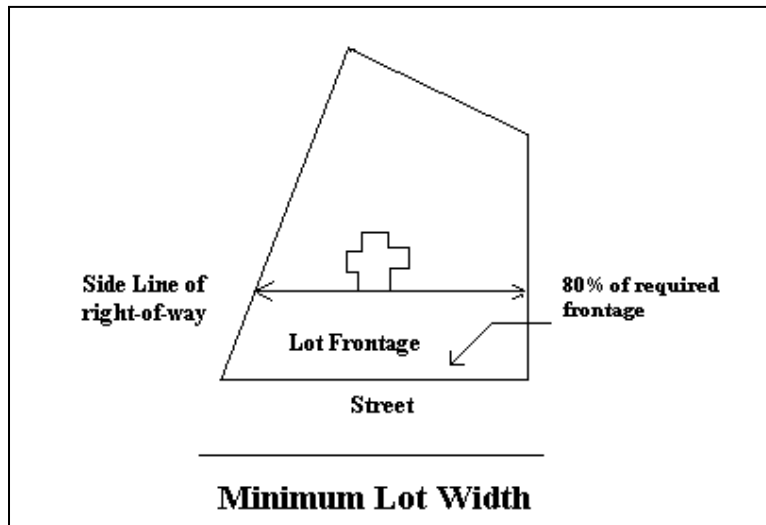 Side Line of
right-of-way
80% of required
frontage
Lot Frontage
Street
Minimum Lot Width